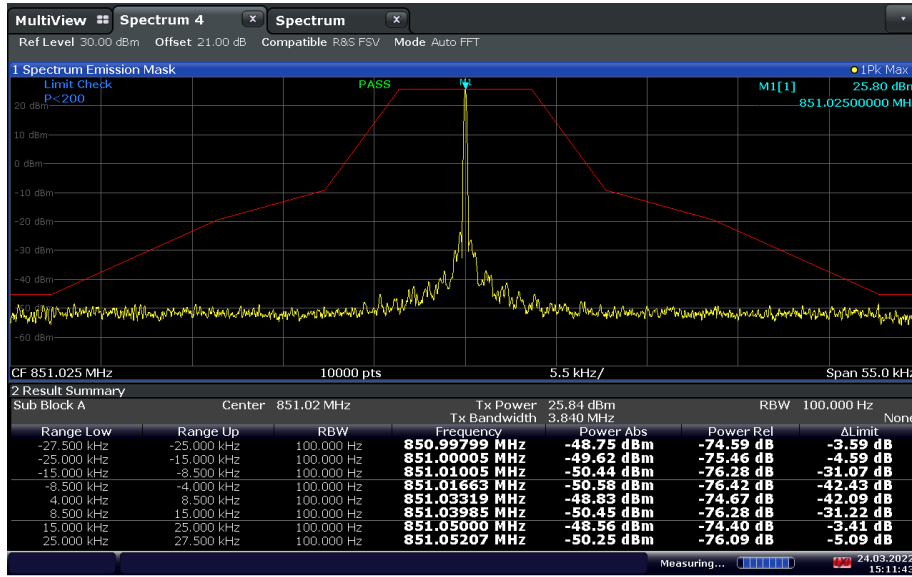 MultiView Spectrum 4 X Spectrum X
Ref Level 30.00 dBm Offset 21.00 dB Compatible R&S FSV Mode Auto FFT
1 Spectrum Emission Mask 1Pk Max
Limit Check PASS M1 M1[1] 25.80 dBm
P<200 851.02500000 MH
20 dBm
10 dBm
0 dBm
-10 dBm
-20 dBm
-30 dBm
-40 dBm
-60 dBm
CF 851.025 MHz 10000 pts 5.5 kHz/ Span 55.0 kHz
2 Result Summary
Sub Block A Center 851.02 MHz Tx Power 25.84 dBm RBW 100.000 Hz
Tx Bandwidth 3.840 MHz None
Range Low Range Up RBW Frequency Power Abs Power Rel ΔLimit
-27.500 kHz -25.000 kHz 100.000 Hz 850.99799 MHz -48.75 dBm -74.59 dB -3.59 dB
-25.000 kHz -15.000 kHz 100.000 Hz 851.00005 MHz -49.62 dBm -75.46 dB -4.59 dB
-15.000 kHz -8.500 kHz 100.000 Hz 851.01005 MHz -50.44 dBm -76.28 dB -31.07 dB
-8.500 kHz -4.000 kHz 100.000 Hz 851.01663 MHz -50.58 dBm -76.42 dB -42.43 dB
4.000 kHz 8.500 kHz 100.000 Hz 851.03319 MHz -48.83 dBm -74.67 dB -42.09 dB
8.500 kHz 15.000 kHz 100.000 Hz 851.03985 MHz -50.45 dBm -76.28 dB -31.22 dB
15.000 kHz 25.000 kHz 100.000 Hz 851.05000 MHz -48.56 dBm -74.40 dB -3.41 dB
25.000 kHz 27.500 kHz 100.000 Hz 851.05207 MHz -50.25 dBm -76.09 dB -5.09 dB
Measuring... 24.03.2022
15:11:43